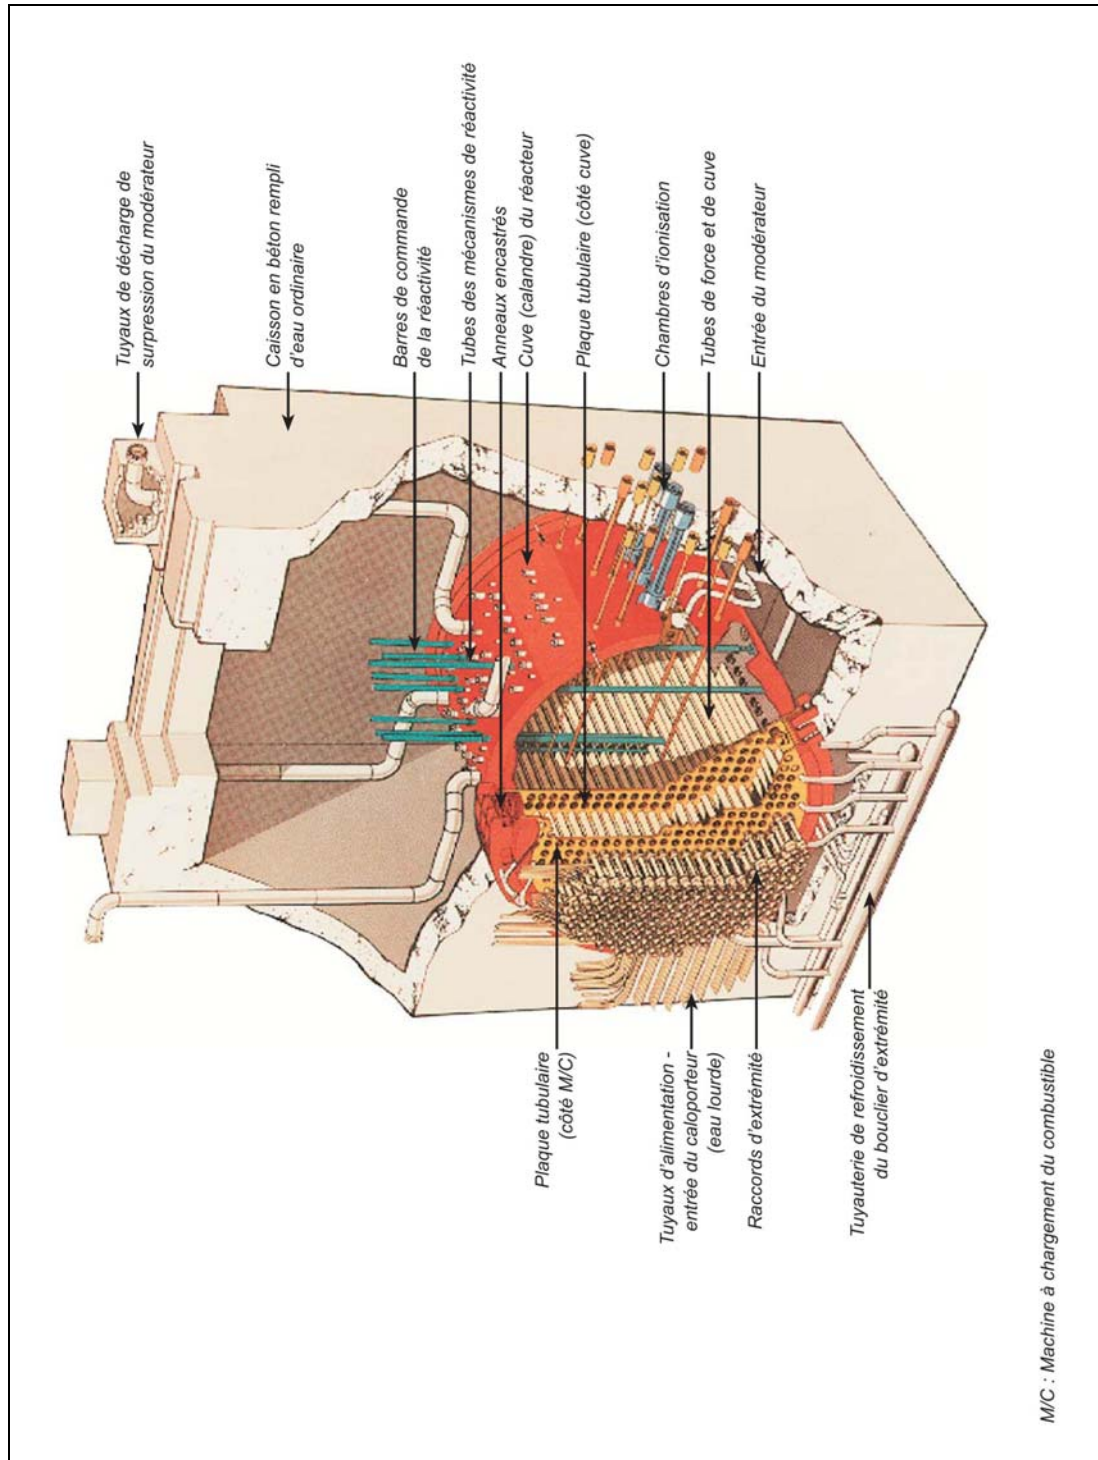 Tuyaux de décharge de
surpression du modérateur
Caisson en béton rempli
d'eau ordinaire
Barres de commande
de la réactivité
Tubes des mécanismes de réactivité
Anneaux encastrés
Cuve (calandre) du réacteur
Plaque tubulaire (côté cuve)
Chambres d'ionisation
Tubes de force et de cuve
Entrée du modérateur
Plaque tubulaire
(côté M/C)
Tuyaux d'alimentation -
entrée du caloporteur
(eau lourde)
Raccords d'extrémité
Tuyauterie de refroidissement
du bouclier d'extrémité
M/C : Machine à chargement du combustible